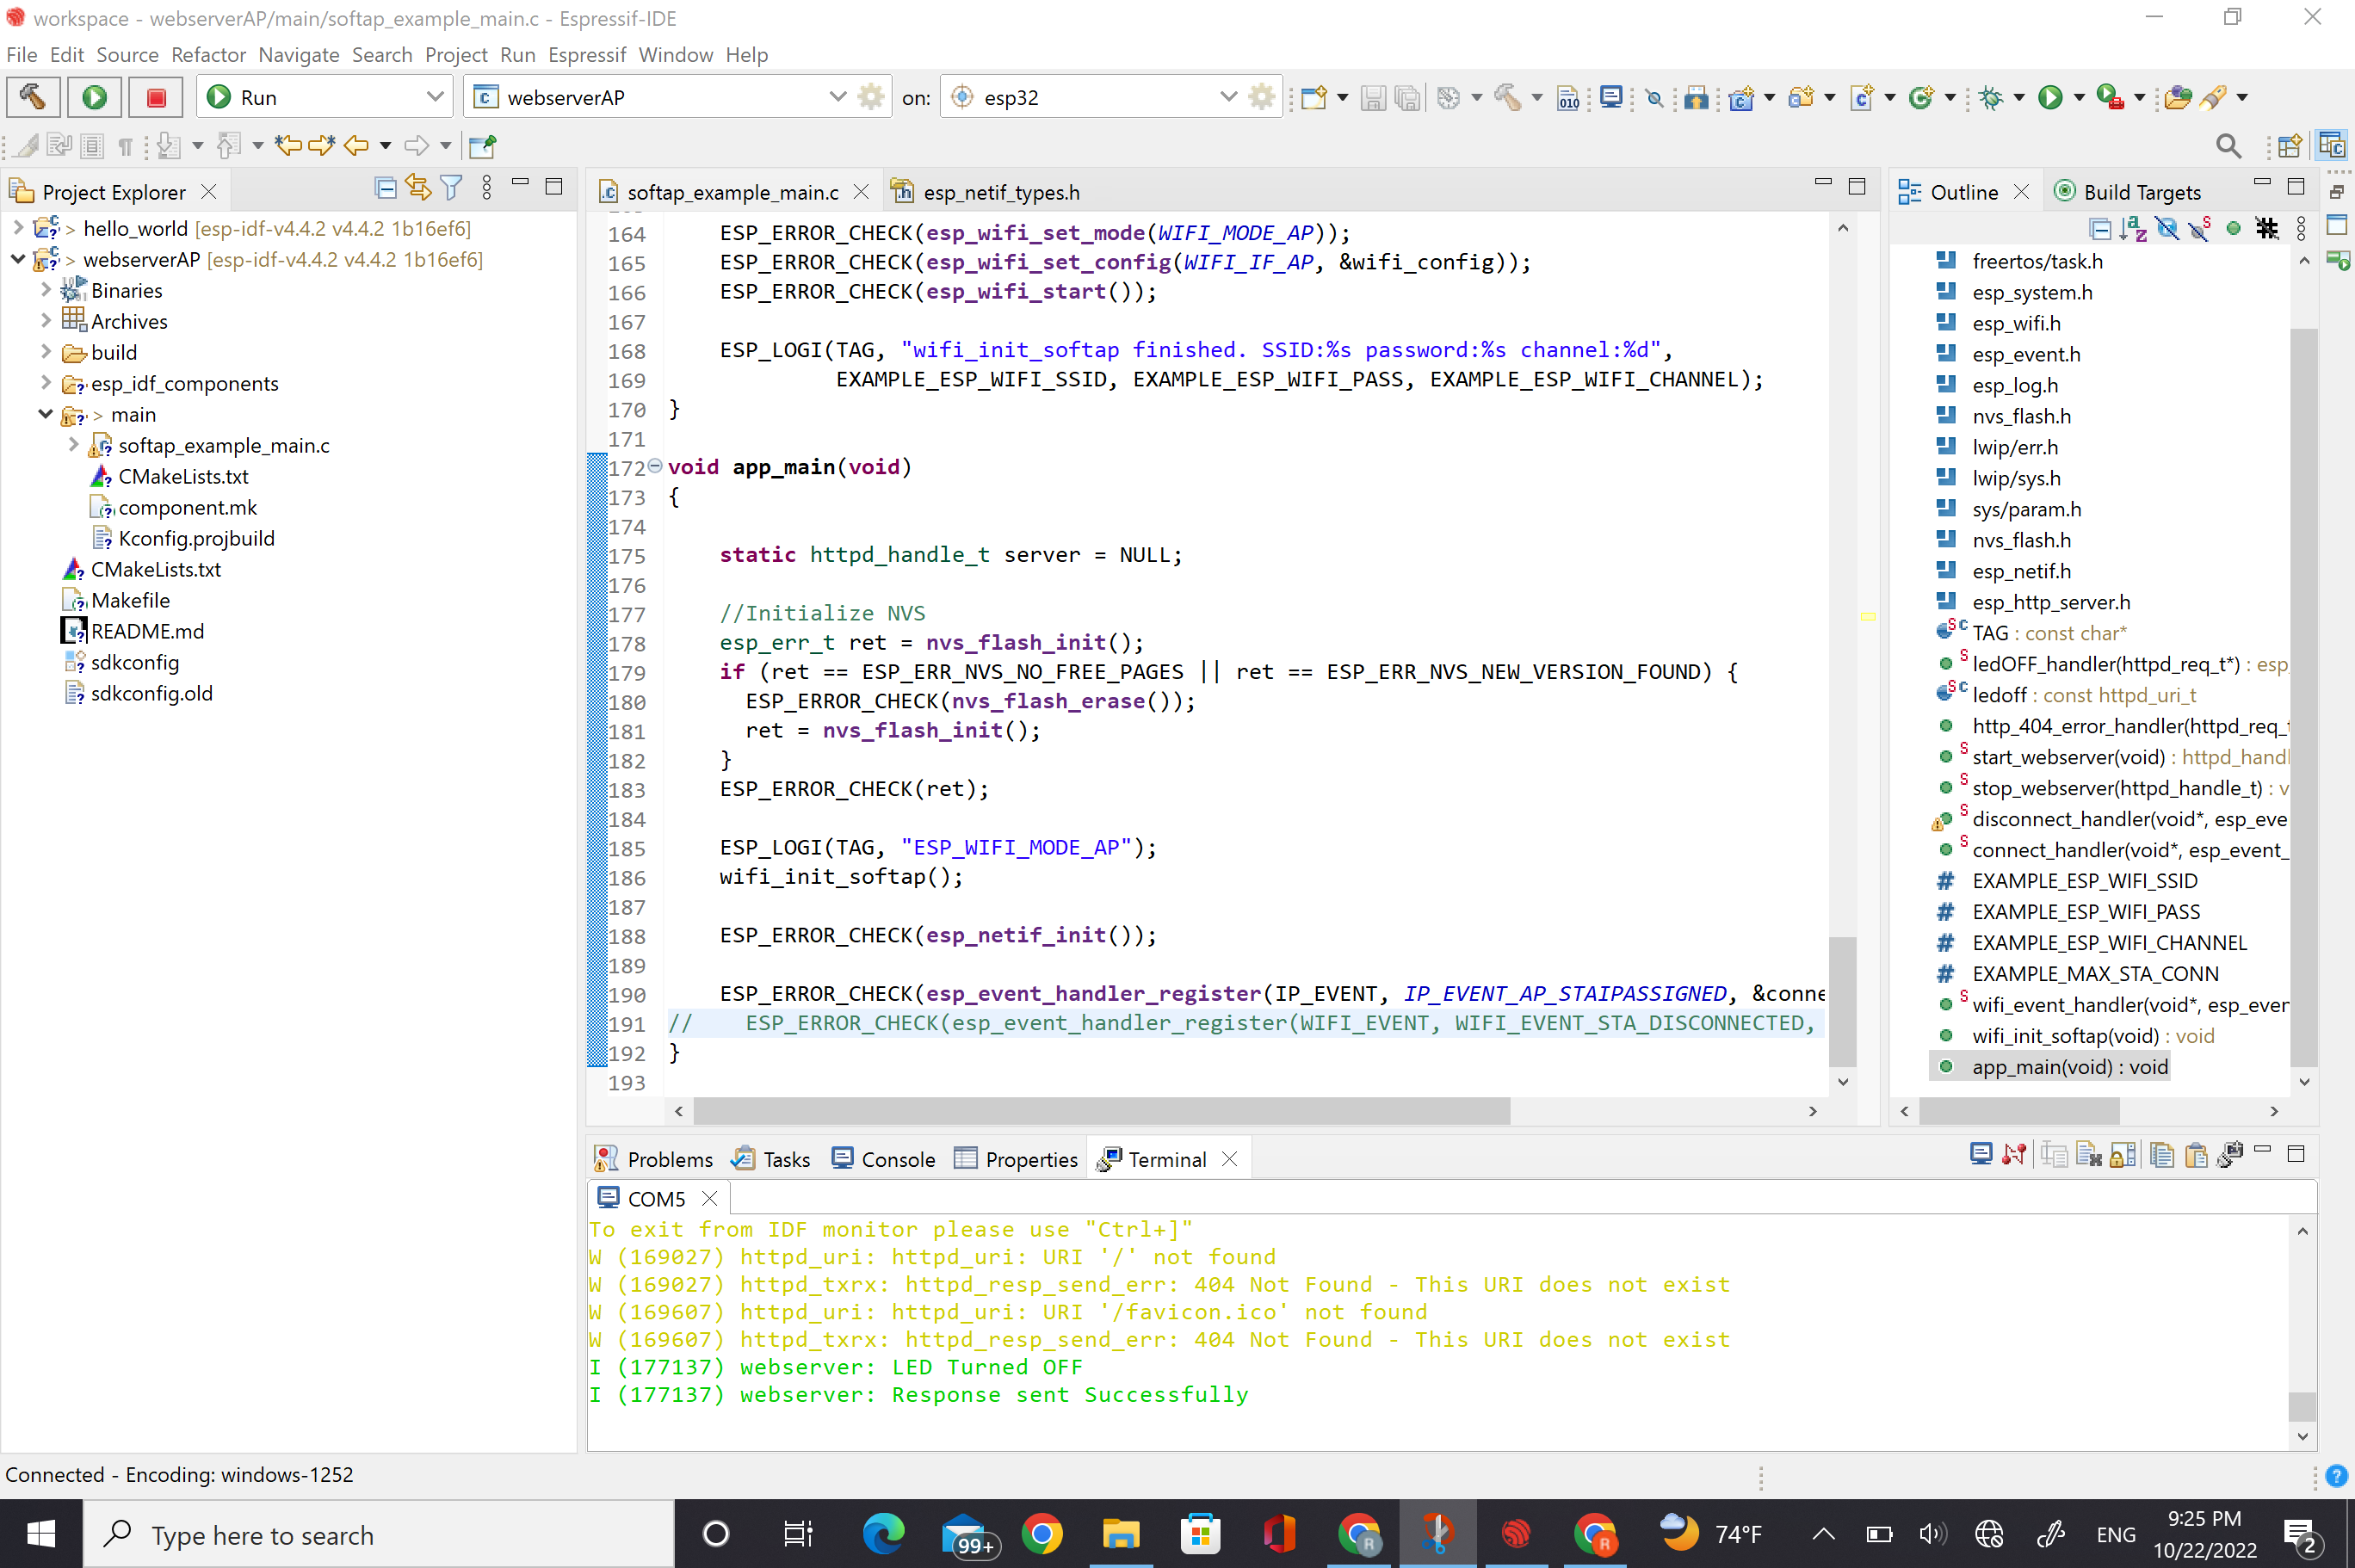 workspace - webserverAP/main/softap_example_main.c - Espressif-IDE
File Edit Source Refactor Navigate Search Project Run Espressif Window Help
Run webserverAP on: esp32
Project Explorer
hello_world [esp-idf-v4.4.2 v4.4.2 1b16ef6]
> webserverAP [esp-idf-v4.4.2 v4.4.2 1b16ef6]
Binaries
Archives
build
esp_idf_components
> main
softap_example_main.c
CMakeLists.txt
component.mk
Kconfig.projbuild
CMakeLists.txt
Makefile
README.md
sdkconfig
sdkconfig.old
softap_example_main.c esp_netif_types.h
164 ESP_ERROR_CHECK(esp_wifi_set_mode(WIFI_MODE_AP));
165 ESP_ERROR_CHECK(esp_wifi_set_config(WIFI_IF_AP, &wifi_config));
166 ESP_ERROR_CHECK(esp_wifi_start());
167
168 ESP_LOGI(TAG, "wifi_init_softap finished. SSID:%s password:%s channel:%d",
169 EXAMPLE_ESP_WIFI_SSID, EXAMPLE_ESP_WIFI_PASS, EXAMPLE_ESP_WIFI_CHANNEL);
170 }
171
172 void app_main(void)
173 {
174
175 static httpd_handle_t server = NULL;
176
177 //Initialize NVS
178 esp_err_t ret = nvs_flash_init();
179 if (ret == ESP_ERR_NVS_NO_FREE_PAGES || ret == ESP_ERR_NVS_NEW_VERSION_FOUND) {
180 ESP_ERROR_CHECK(nvs_flash_erase());
181 ret = nvs_flash_init();
182 }
183 ESP_ERROR_CHECK(ret);
184
185 ESP_LOGI(TAG, "ESP_WIFI_MODE_AP");
186 wifi_init_softap();
187
188 ESP_ERROR_CHECK(esp_netif_init());
189
190 ESP_ERROR_CHECK(esp_event_handler_register(IP_EVENT, IP_EVENT_AP_STAIPASSIGNED, &conne
191 // ESP_ERROR_CHECK(esp_event_handler_register(WIFI_EVENT, WIFI_EVENT_STA_DISCONNECTED,
192 }
193
Outline Build Targets
freertos/task.h
esp_system.h
esp_wifi.h
esp_event.h
esp_log.h
nvs_flash.h
lwip/err.h
lwip/sys.h
sys/param.h
nvs_flash.h
esp_netif.h
esp_http_server.h
TAG : const char*
ledOFF_handler(httpd_req_t*) : esp_
ledoff : const httpd_uri_t
http_404_error_handler(httpd_req_t
start_webserver(void) : httpd_handl
stop_webserver(httpd_handle_t) : v
disconnect_handler(void*, esp_eve
connect_handler(void*, esp_event_
EXAMPLE_ESP_WIFI_SSID
EXAMPLE_ESP_WIFI_PASS
EXAMPLE_ESP_WIFI_CHANNEL
EXAMPLE_MAX_STA_CONN
wifi_event_handler(void*, esp_even
wifi_init_softap(void) : void
app_main(void) : void
Problems Tasks Console Properties Terminal
COM5
To exit from IDF monitor please use "Ctrl+]"
W (169027) httpd_uri: httpd_uri: URI '/' not found
W (169027) httpd_txrx: httpd_resp_send_err: 404 Not Found - This URI does not exist
W (169607) httpd_uri: httpd_uri: URI '/favicon.ico' not found
W (169607) httpd_txrx: httpd_resp_send_err: 404 Not Found - This URI does not exist
I (177137) webserver: LED Turned OFF
I (177137) webserver: Response sent Successfully
Connected - Encoding: windows-1252
Type here to search
99+
74°F
ENG
9:25 PM
10/22/2022
2